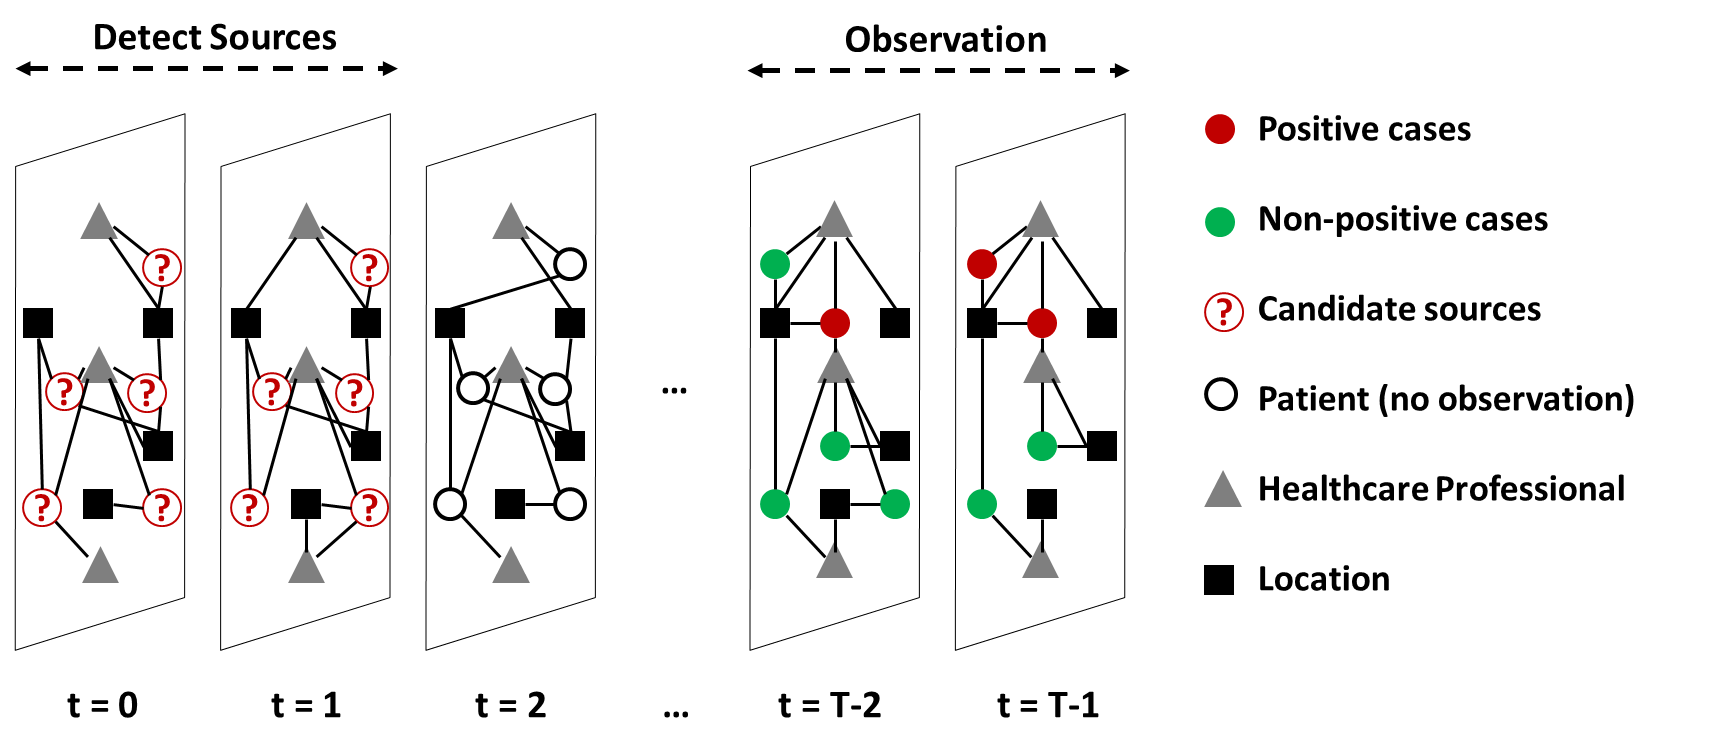 Detect Sources
Observation
Positive cases
Non-positive cases
? Candidate sources
Patient (no observation)
Healthcare Professional
Location
?
?
? ?
? ?
? ?
? ?
...
t = 0
t = 1
t = 2
...
t = T-2
t = T-1